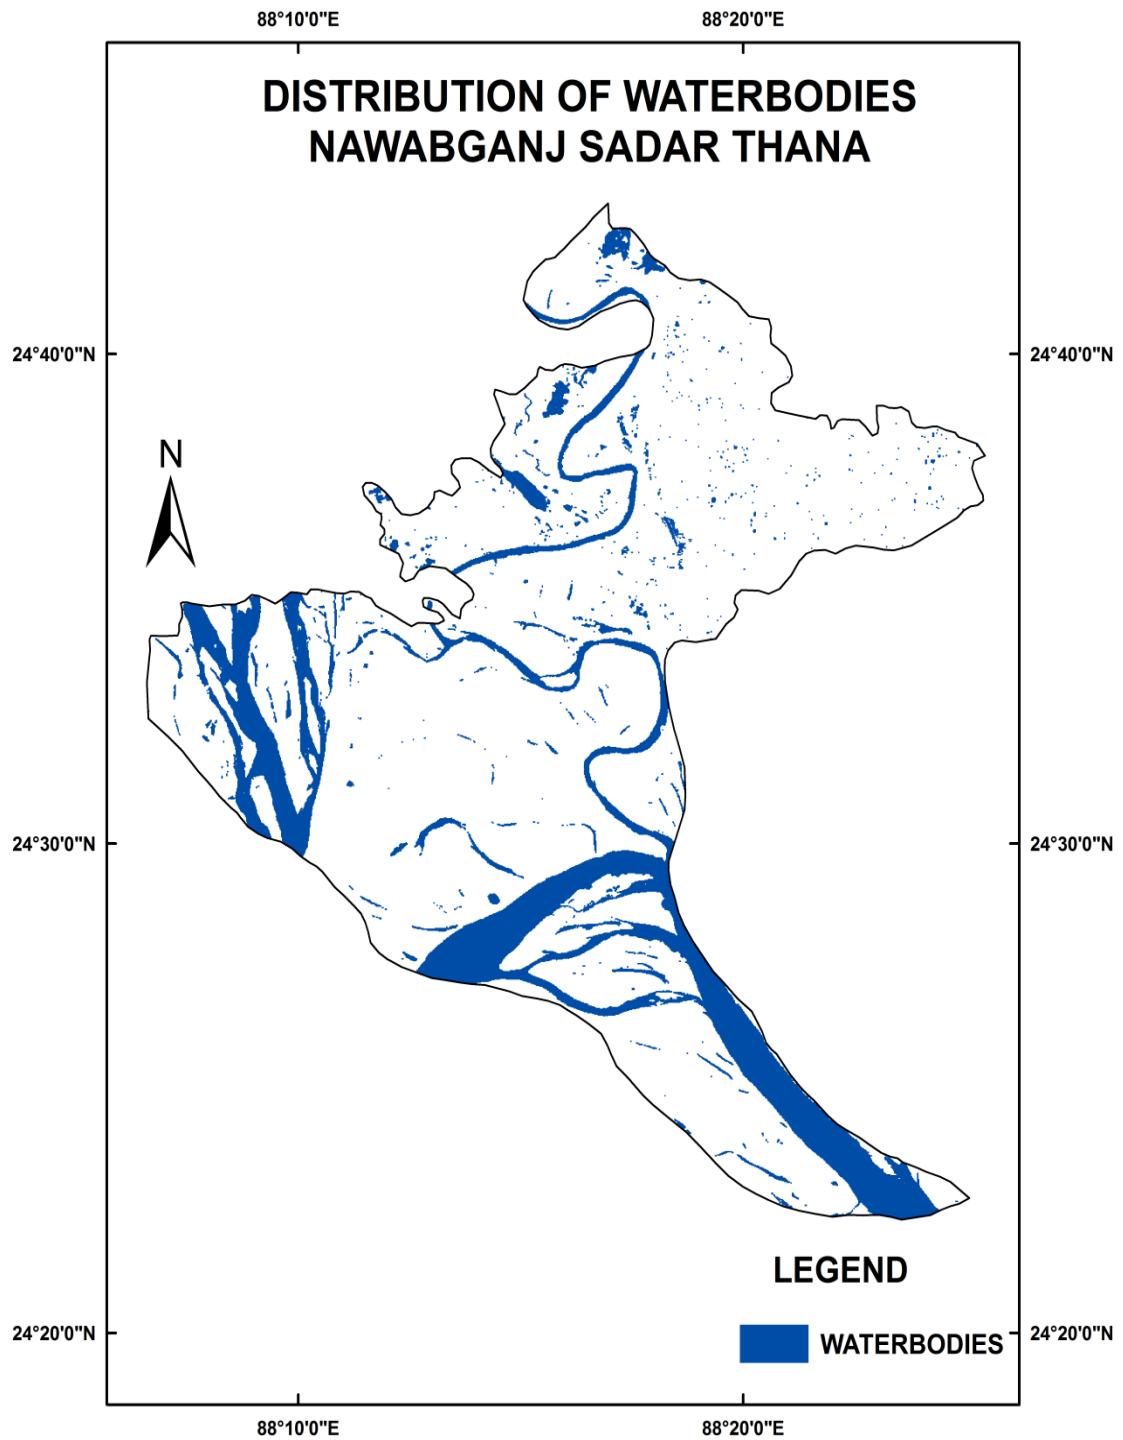 88°10'0"E 88°20'0"E
DISTRIBUTION OF WATERBODIES
NAWABGANJ SADAR THANA
24°40'0"N 24°40'0"N
N
24°30'0"N 24°30'0"N
LEGEND
24°20'0"N 24°20'0"N
WATERBODIES
88°10'0"E 88°20'0"E